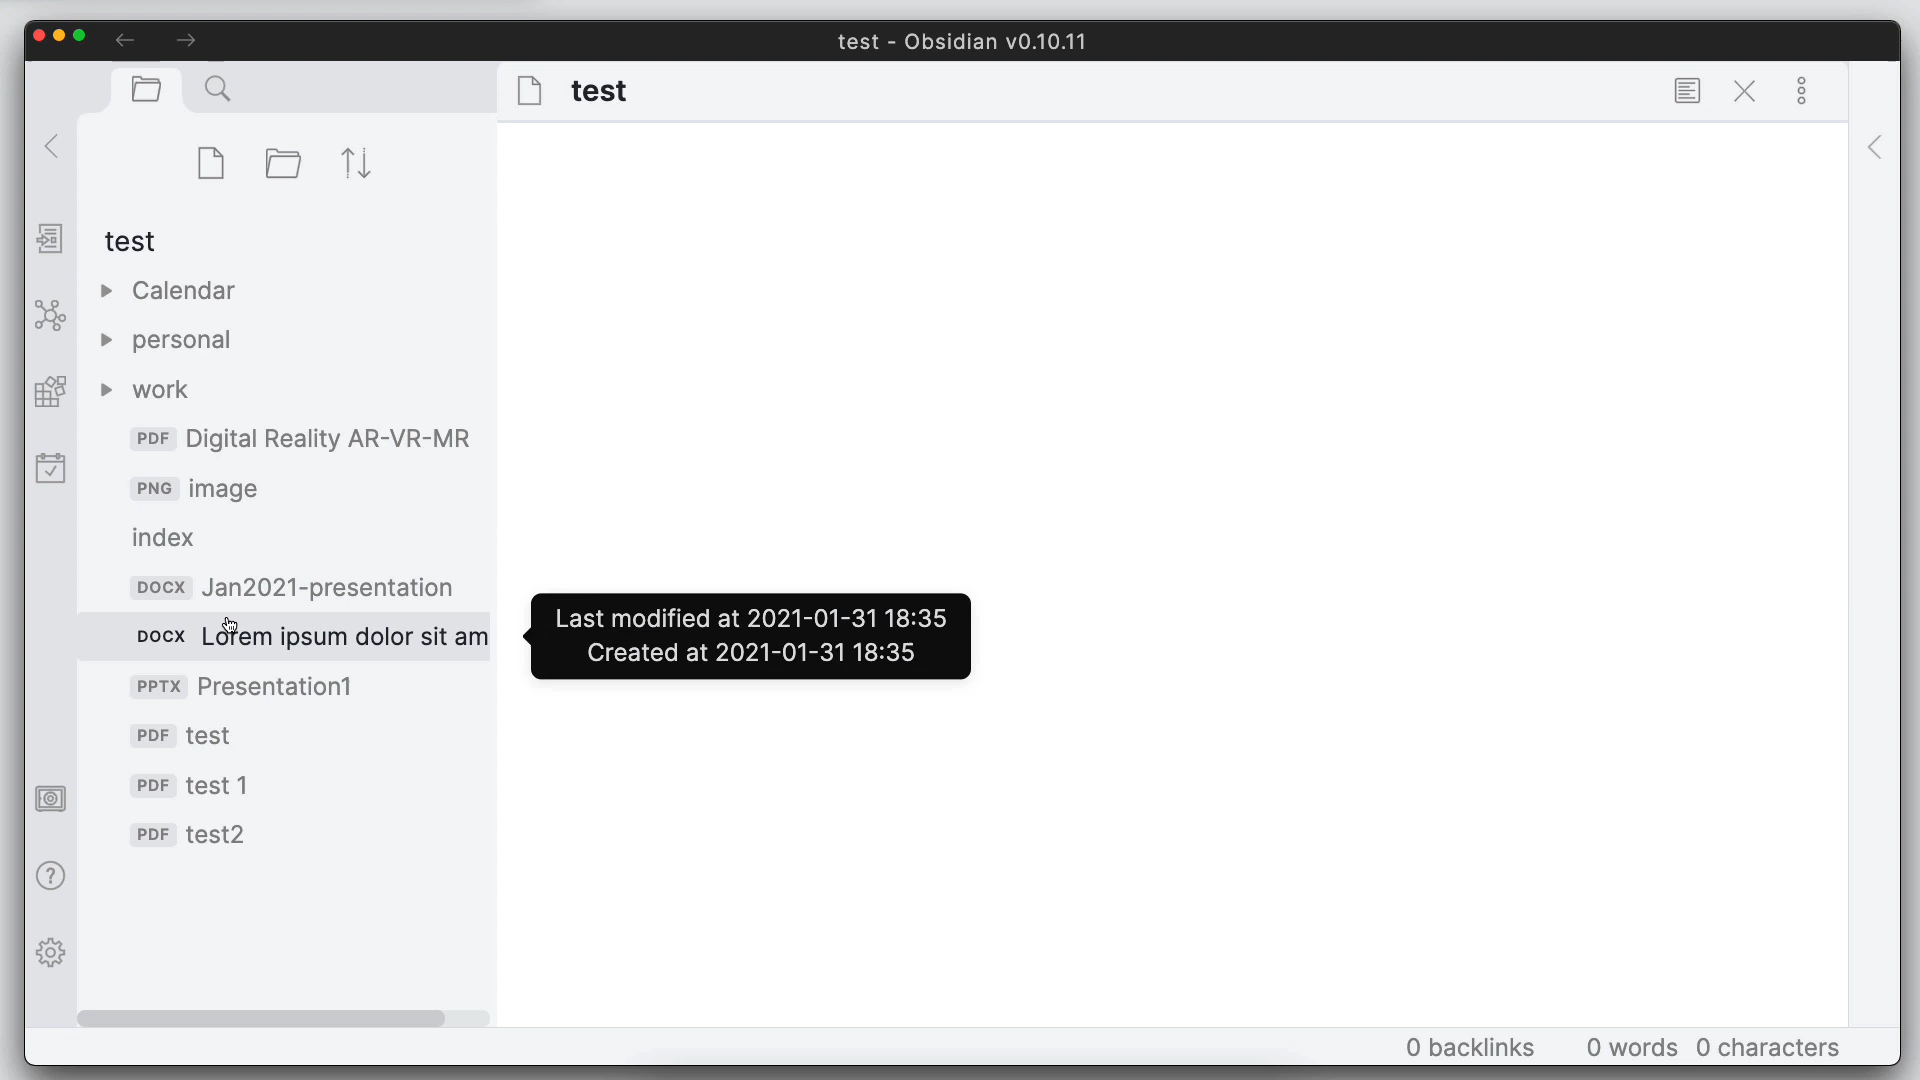 test - Obsidian v0.10.11
test
test
Calendar
personal
work
PDF Digital Reality AR-VR-MR
PNG image
index
DOCX Jan2021-presentation
DOCX Lorem ipsum dolor sit am
Last modified at 2021-01-31 18:35
Created at 2021-01-31 18:35
PPTX Presentation1
PDF test
PDF test 1
PDF test2
0 backlinks 0 words 0 characters